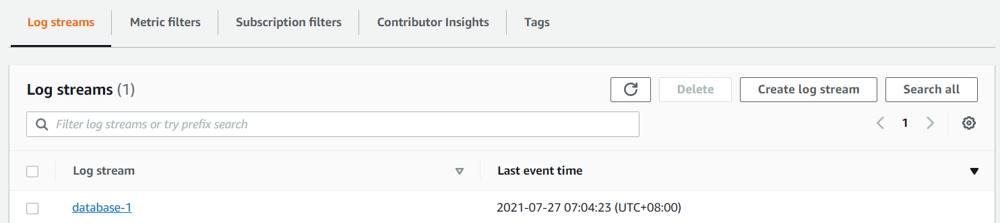 Log streams Metric filters Subscription filters Contributor Insights Tags
Log streams (1) Delete Create log stream Search all
Filter log streams or try prefix search 1
Log stream Last event time
database-1 2021-07-27 07:04:23 (UTC+08:00)